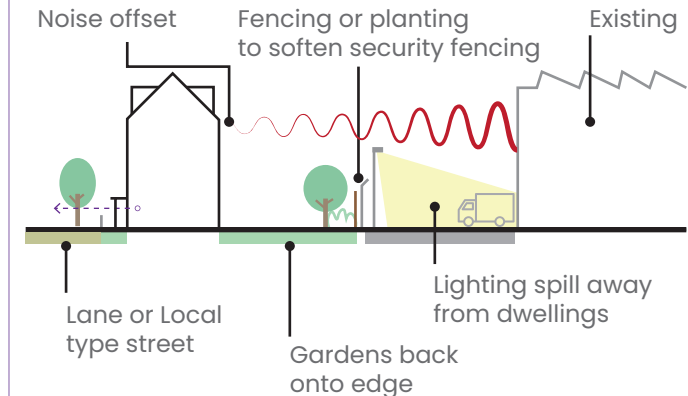 Noise offset
Fencing or planting
to soften security fencing
Existing
Lighting spill away
from dwellings
Lane or Local
type street
Gardens back
onto edge